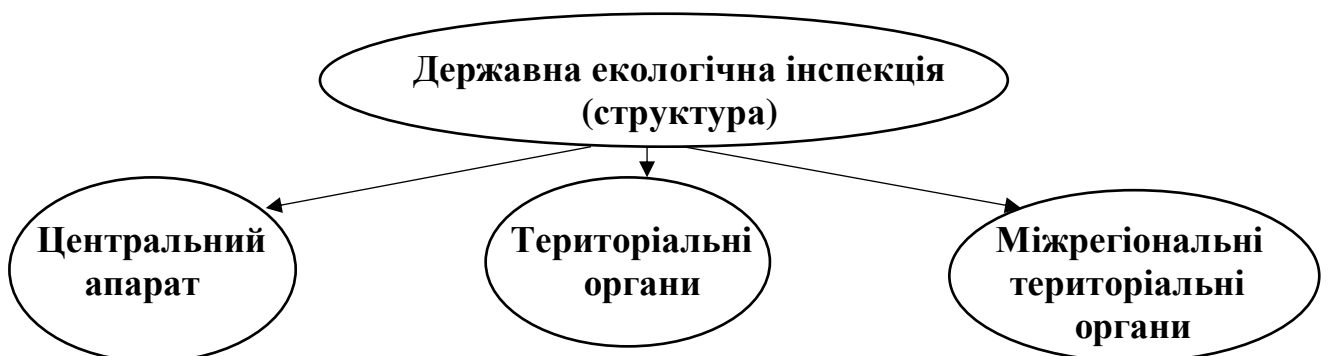 Державна екологічна інспекція
(структура)
Центральний
апарат
Територіальні
органи
Міжрегіональні
територіальні
органи